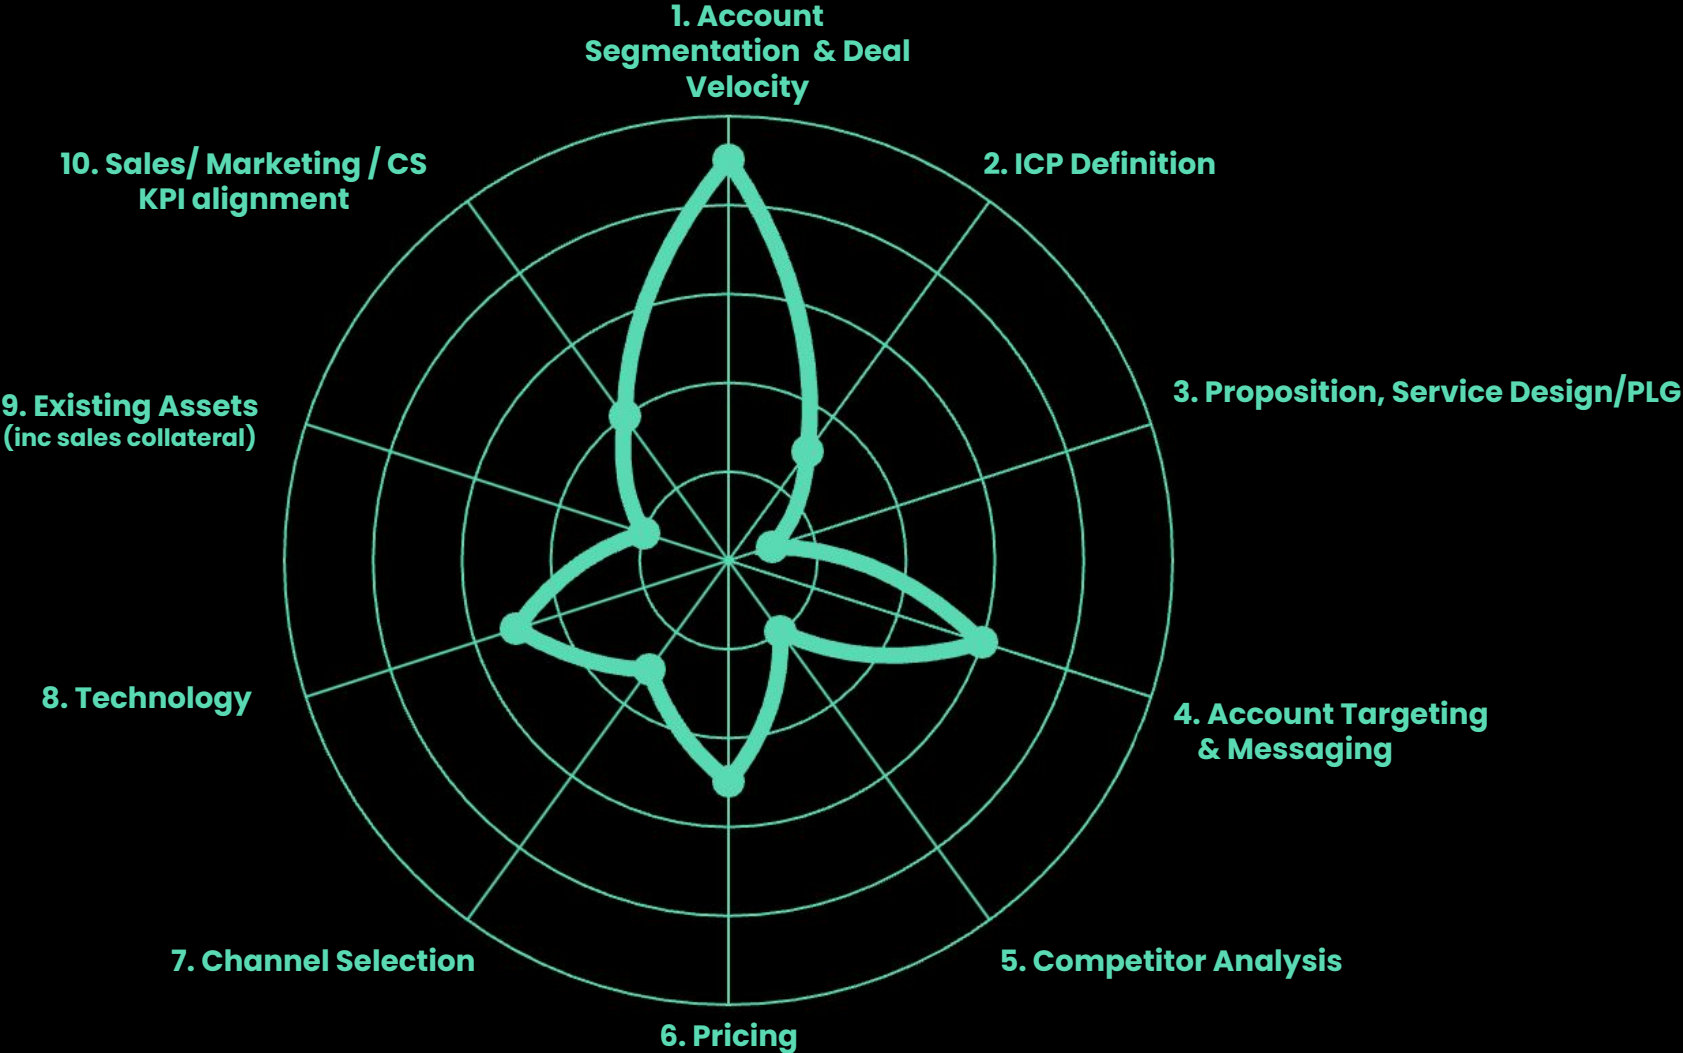 1. Account
Segmentation & Deal
Velocity
2. ICP Definition
3. Proposition, Service Design/PLG
4. Account Targeting
& Messaging
5. Competitor Analysis
6. Pricing
7. Channel Selection
8. Technology
9. Existing Assets
(inc sales collateral)
10. Sales/ Marketing / CS
KPI alignment